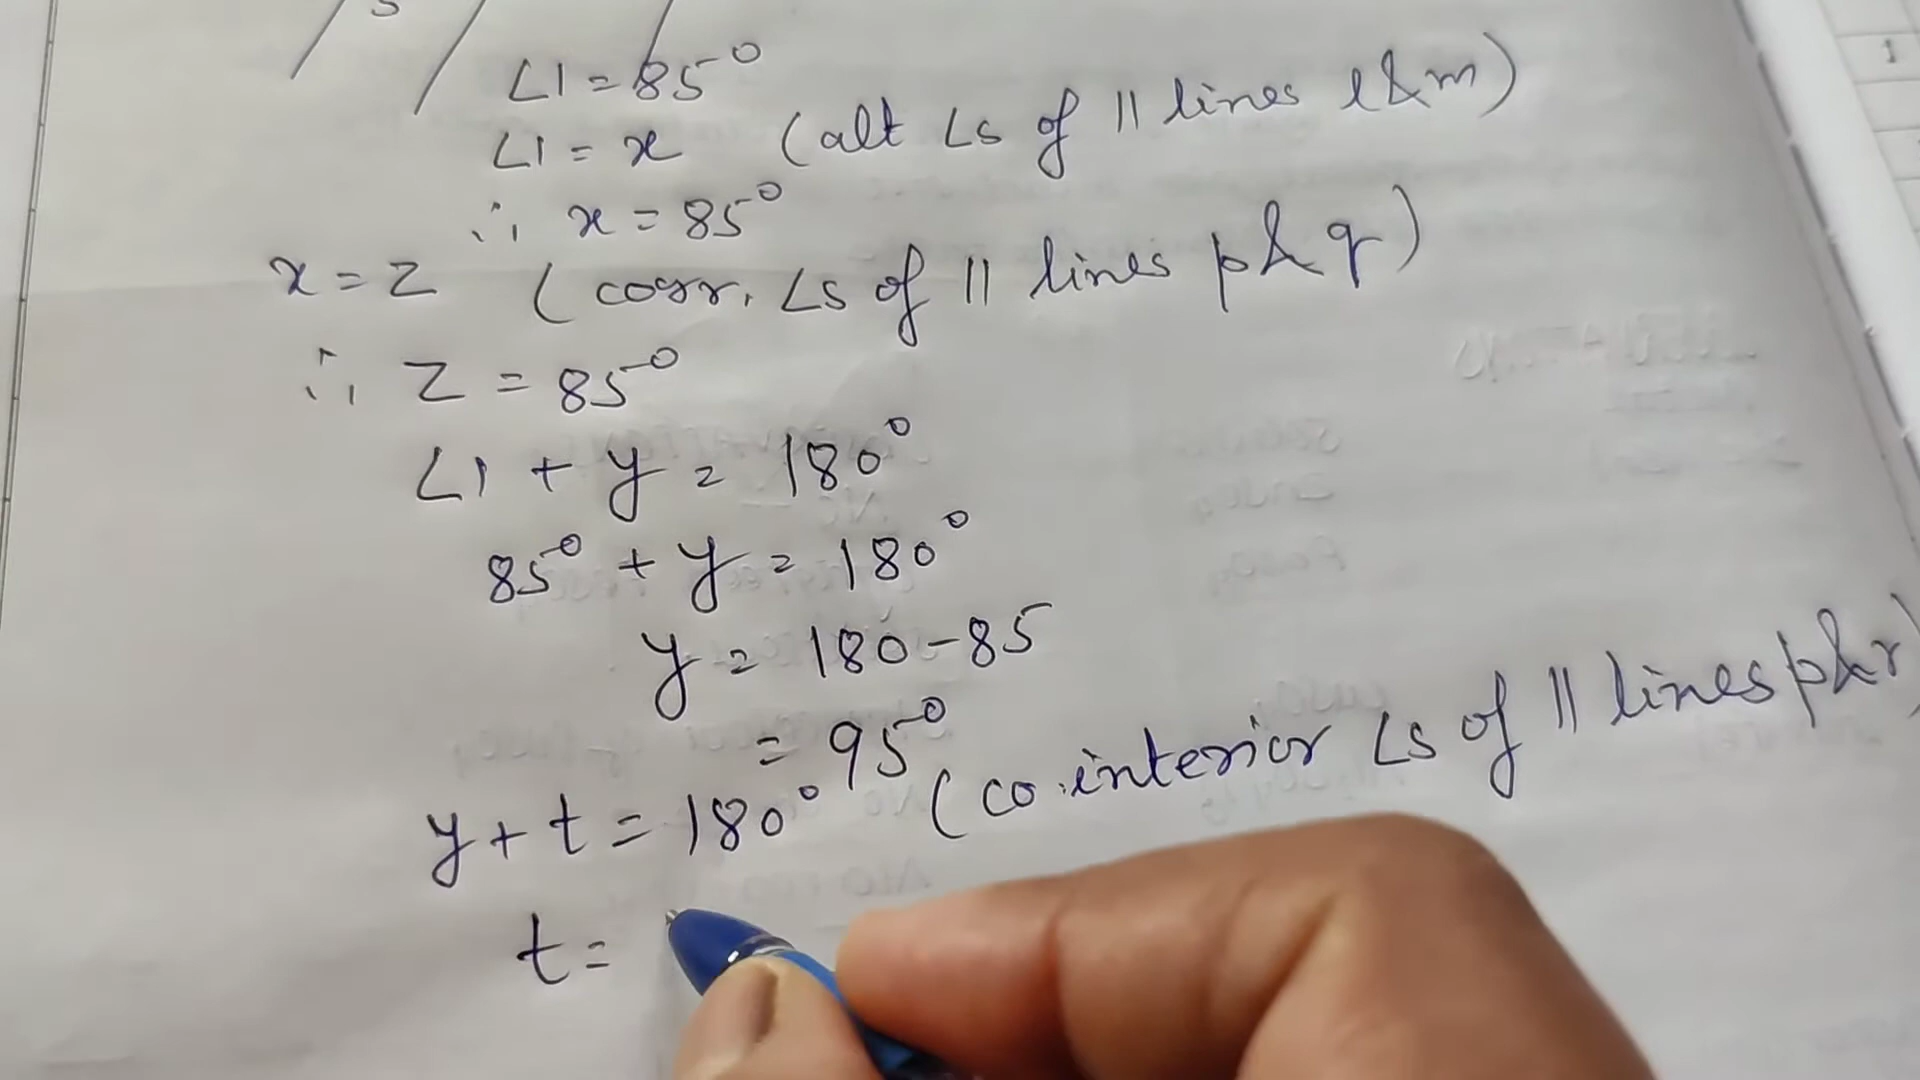 ∠1 = 85°
∠1 = x (alt ∠s of || lines l & m)
∴ x = 85°
x = z (corr. ∠s of || lines p & q)
∴ z = 85°
∠1 + y = 180°
85° + y = 180°
y = 180 - 85
= 95°
y + t = 180° (co.interior ∠s of || lines p & r)
t =